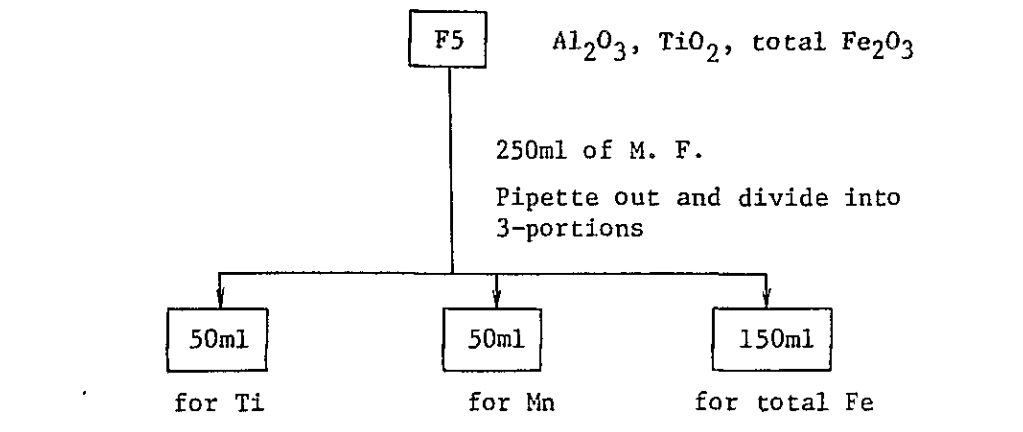 F5 Al2O3, TiO2, total Fe2O3
250ml of M. F.
Pipette out and divide into
3-portions
50ml 50ml 150ml
for Ti for Mn for total Fe